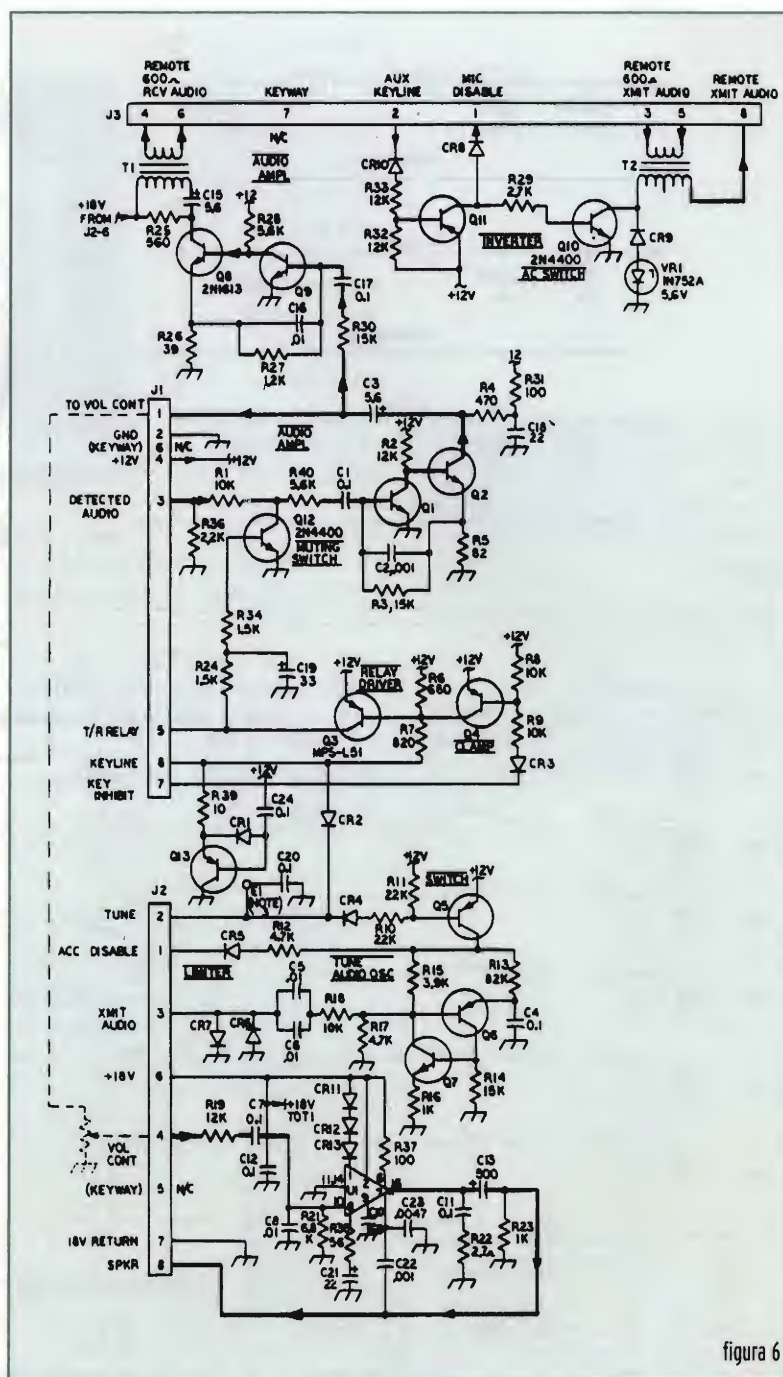 REMOTE
600Ω
RCV AUDIO
KEYWAY
AUX
KEYLINE
MIC
DISABLE
REMOTE
600Ω
XMIT AUDIO
REMOTE
XMIT AUDIO
J3
4
6
7
2
1
3
5
8
N/C
T1
AUDIO
AMPL
CR10
CR8
T2
+18V
FROM
J2-6
C15
5,6
R25
560
+12
R28
5,6K
R33
12K
R29
2,7K
Q11
Q8
2N1613
Q9
C17
0.1
R32
12K
INVERTER
Q10
2N4400
AC SWITCH
CR9
VR1
IN752A
5,6V
+12V
C16
.01
R30
15K
R26
39
R27
1,2K
12
R31
100
J1
TO VOL CONT
1
C3
5,6
R4
470
C18
22
GND
2
(KEYWAY)
6
N/C
+12V
4
+12V
AUDIO
AMPL
+12V
R2
12K
R1
10K
R40
5,6K
C1
0.1
Q2
DETECTED
AUDIO
3
Q1
R36
2,2K
Q12
2N4400
MUTING
SWITCH
C2,.001
R5
82
R3,15K
R34
1.5K
R24
1,5K
C19
33
+12V
RELAY
DRIVER
+12V
R6
680
+12V
+12V
R8
10K
R7
820
Q4
CLAMP
R9
10K
T/R RELAY
5
Q3
MPS-L51
KEYLINE
8
CR3
KEY
INHIBIT
7
+12V
R39
10
C24
0.1
CR1
CR2
Q13
C20
0.1
E1
(NOTE)
+12V
R11
22K
SWITCH
+12V
J2
TUNE
2
CR4
R10
22K
Q5
ACC DISABLE
1
CR5
R12
4.7K
LIMITER
C5
.01
TUNE
AUDIO OSC
R15
3,9K
R13
82K
XMIT
AUDIO
3
R18
10K
Q6
C4
0.1
CR7
CR6
C6
.01
R17
4.7K
Q7
R14
15K
+18V
6
R16
1K
CR11
+18V
TO T1
CR12
R19
12K
C7
0.1
CR13
R37
100
C13
500
4
VOL
CONT
C12
0.1
U1
(KEYWAY)
5
N/C
10
C23
.0047
C11
0.1
C8
.01
R21
6,8
K
56
R22
2,7Ω
R23
1K
18V RETURN
7
C21
22
C22
.001
SPKR
8
figura 6